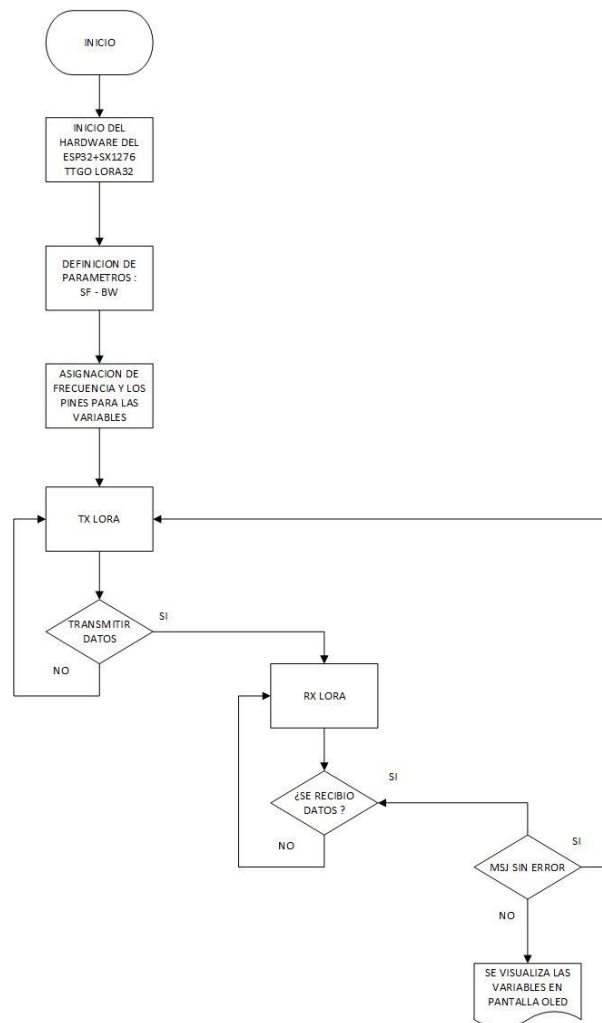 INICIO
INICIO DEL
HARDWARE DEL
ESP32+SX1276
TTGO LORA32
DEFINICION DE
PARAMETROS :
SF - BW
ASIGNACION DE
FRECUENCIA Y LOS
PINES PARA LAS
VARIABLES
TX LORA
TRANSMITIR
DATOS
SI
NO
RX LORA
¿SE RECIBIO
DATOS ?
SI
NO
MSJ SIN ERROR
SI
NO
SE VISUALIZA LAS
VARIABLES EN
PANTALLA OLED